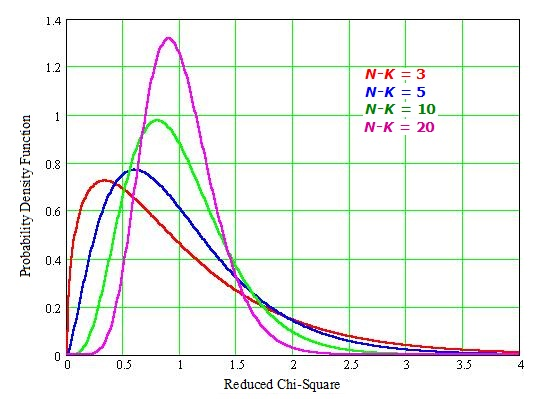 1.4
1.2
1
0.8
0.6
0.4
0.2
0
Probability Density Function
N-K = 3
N-K = 5
N-K = 10
N-K = 20
0 0.5 1 1.5 2 2.5 3 3.5 4
Reduced Chi-Square